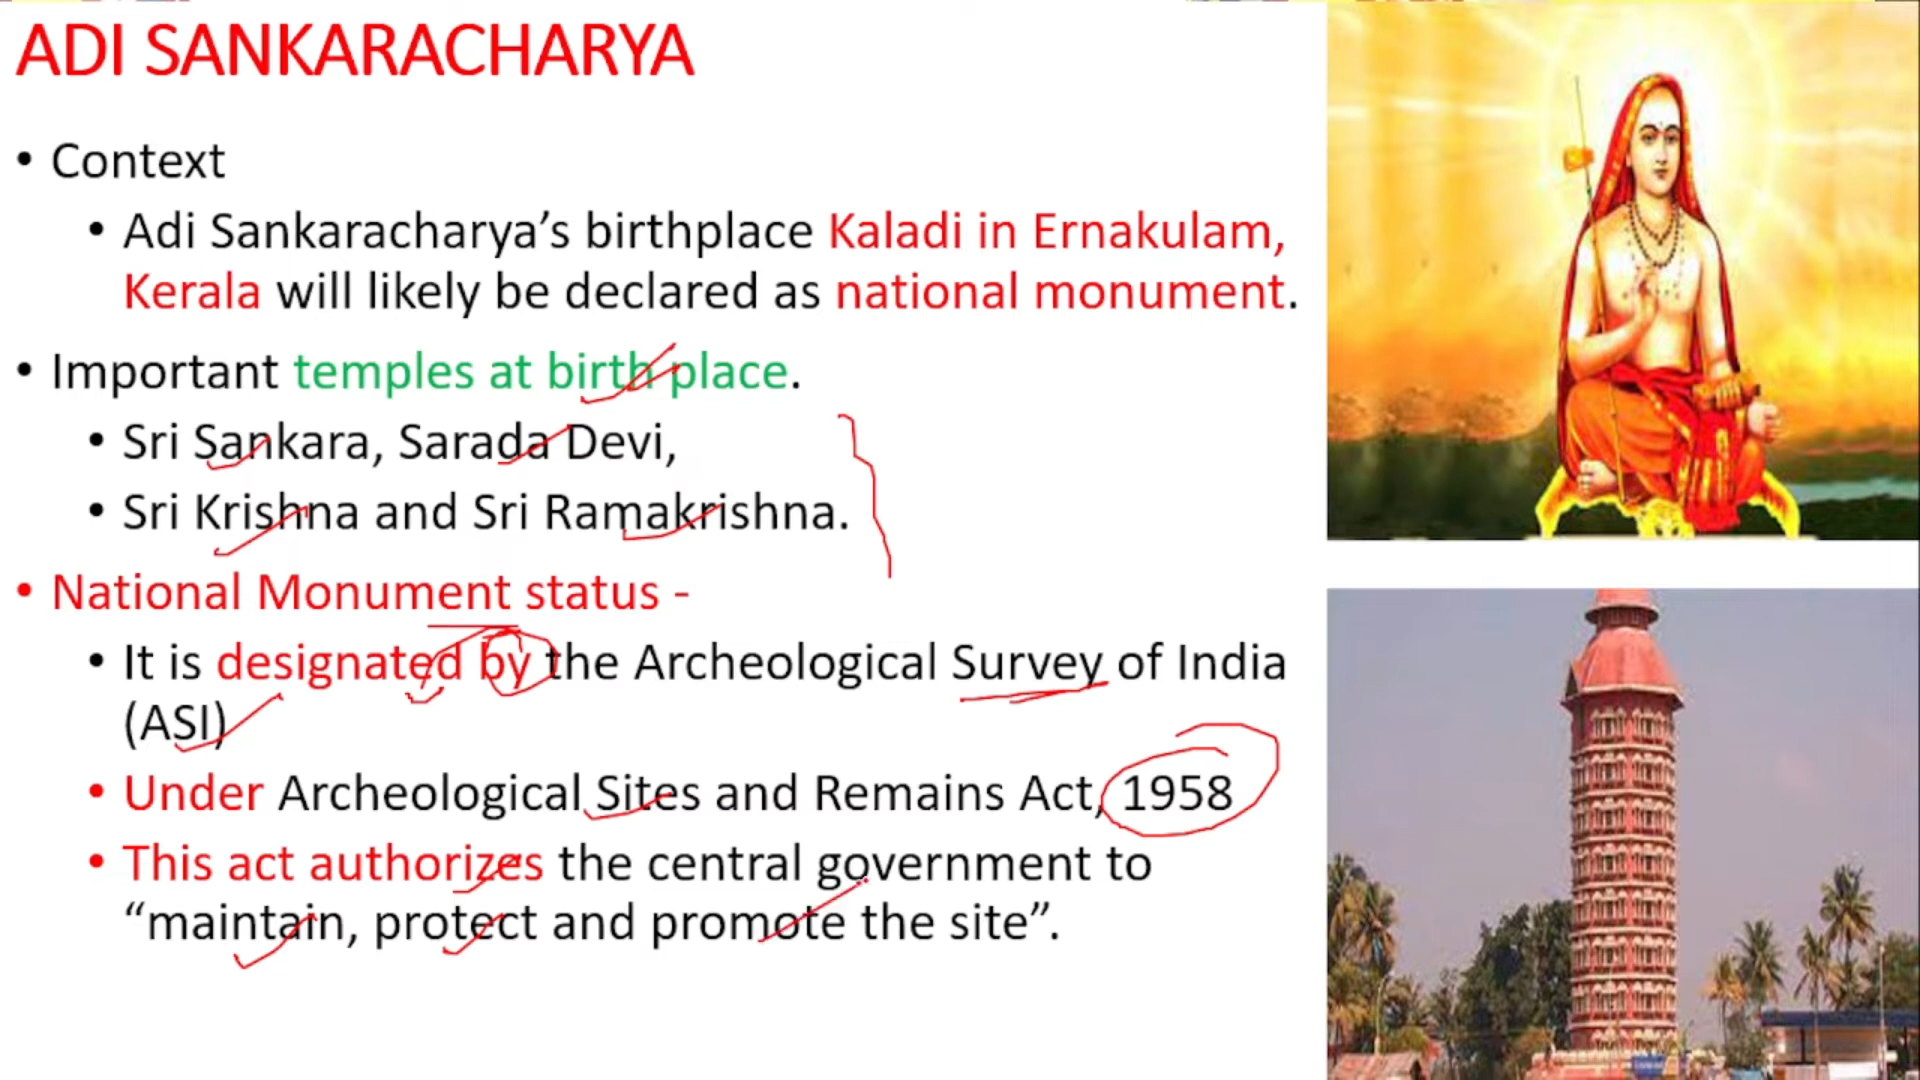 ADI SANKARACHARYA
• Context
• Adi Sankaracharya’s birthplace Kaladi in Ernakulam,
Kerala will likely be declared as national monument.
• Important temples at birth place.
• Sri Sankara, Sarada Devi,
• Sri Krishna and Sri Ramakrishna.
• National Monument status -
• It is designated by the Archeological Survey of India
(ASI)
• Under Archeological Sites and Remains Act, 1958
• This act authorizes the central government to
“maintain, protect and promote the site”.